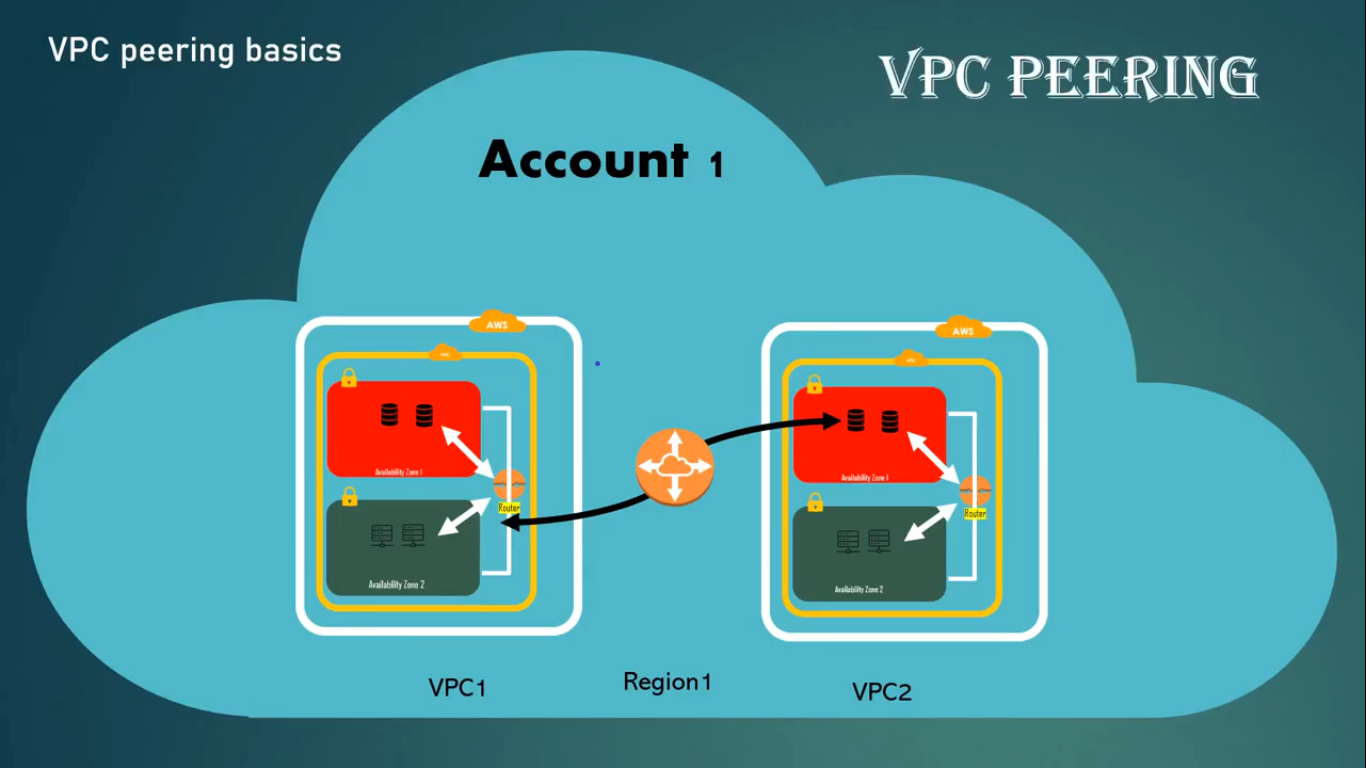 VPC peering basics
VPC PEERING
Account 1
AWS
AWS
Availability Zone 1
Router
Availability Zone 2
Availability Zone 1
Router
Availability Zone 2
VPC1
Region1
VPC2